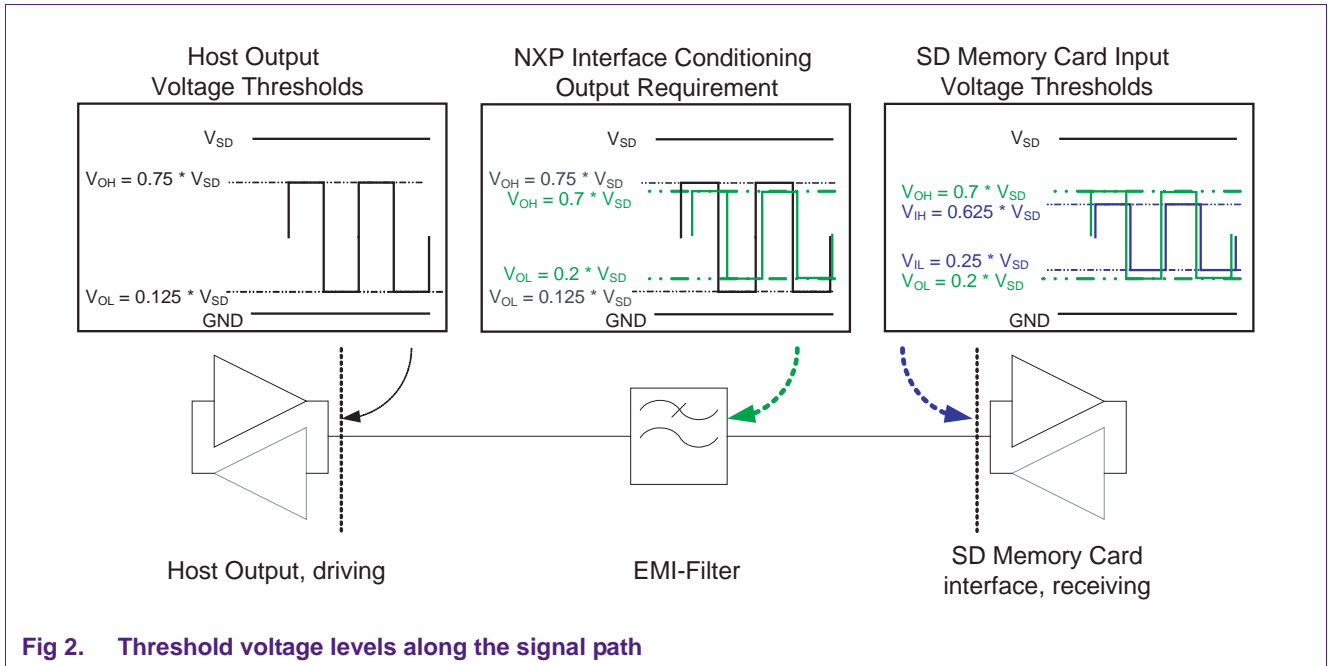 Host Output
Voltage Thresholds
V_SD
V_OH = 0.75 * V_SD
V_OL = 0.125 * V_SD
GND
NXP Interface Conditioning
Output Requirement
V_SD
V_OH = 0.75 * V_SD
V_OH = 0.7 * V_SD
V_OL = 0.2 * V_SD
V_OL = 0.125 * V_SD
GND
SD Memory Card Input
Voltage Thresholds
V_SD
V_OH = 0.7 * V_SD
V_IH = 0.625 * V_SD
V_IL = 0.25 * V_SD
V_OL = 0.2 * V_SD
GND
Host Output, driving
EMI-Filter
SD Memory Card
interface, receiving
Fig 2. Threshold voltage levels along the signal path